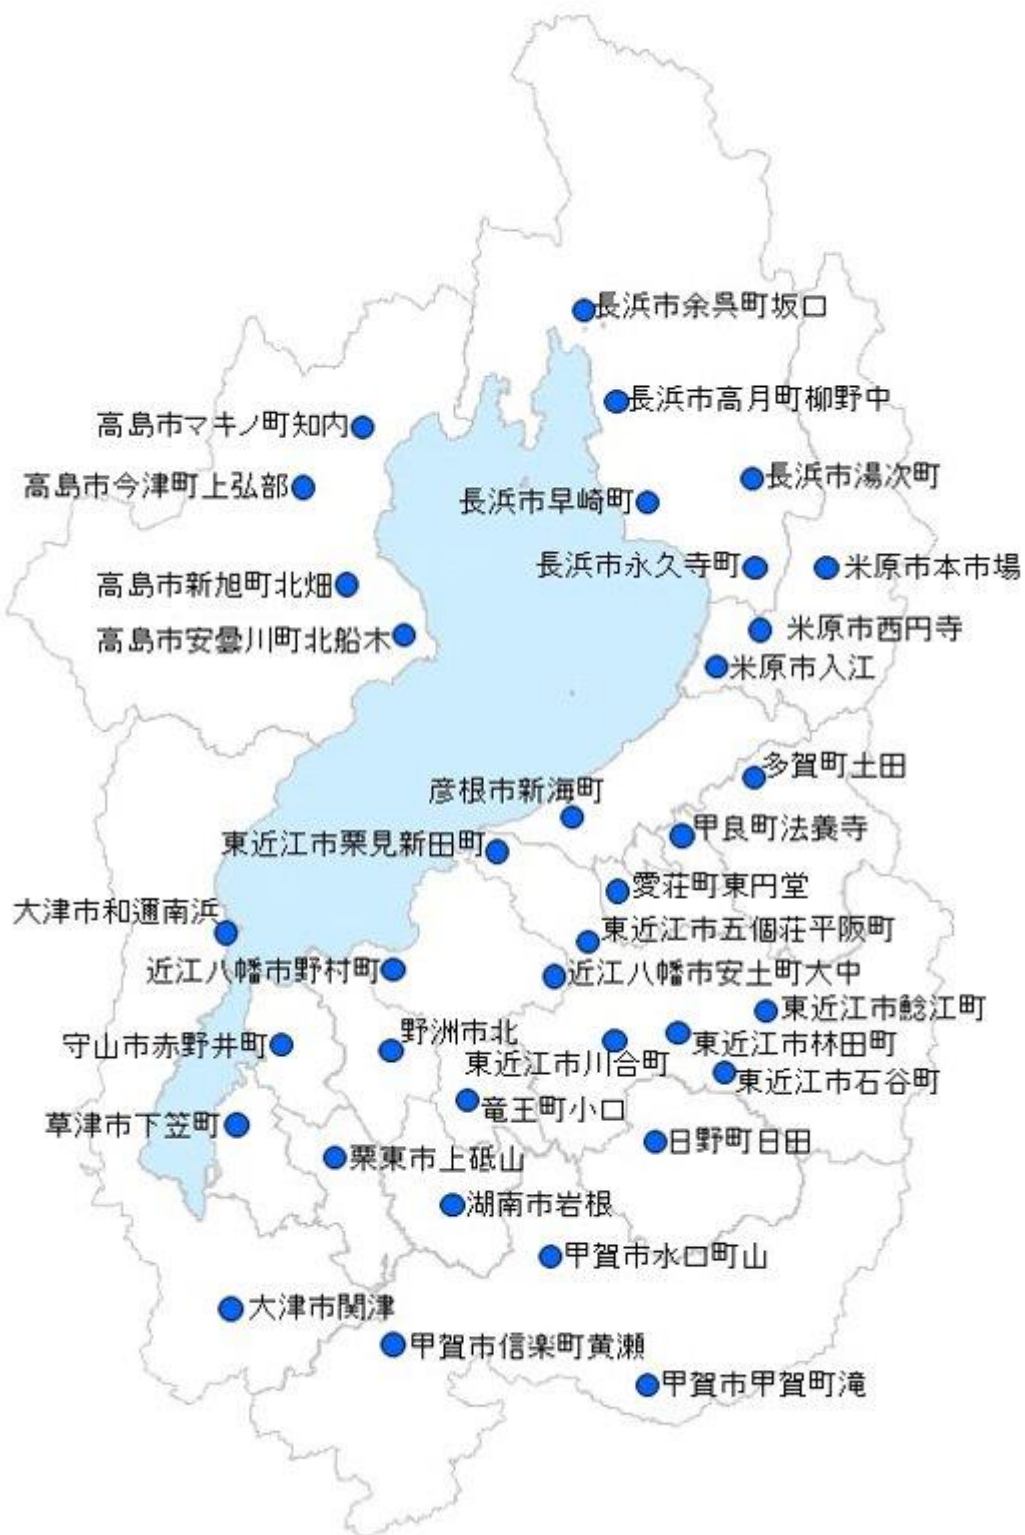 長浜市余呉町坂口
長浜市高月町柳野中
高島市マキノ町知内
長浜市湯次町
高島市今津町上弘部
長浜市早崎町
長浜市永久寺町
米原市本市場
高島市新旭町北畑
米原市西円寺
高島市安曇川町北船木
米原市入江
多賀町土田
彦根市新海町
甲良町法養寺
東近江市栗見新田町
愛荘町東円堂
大津市和邇南浜
東近江市五個荘平阪町
近江八幡市野村町
近江八幡市安土町大中
東近江市鯰江町
野洲市北
守山市赤野井町
東近江市林田町
東近江市川合町
東近江市石谷町
竜王町小口
草津市下笠町
日野町日田
栗東市上砥山
湖南市岩根
甲賀市水口町山
大津市関津
甲賀市信楽町黄瀬
甲賀市甲賀町滝